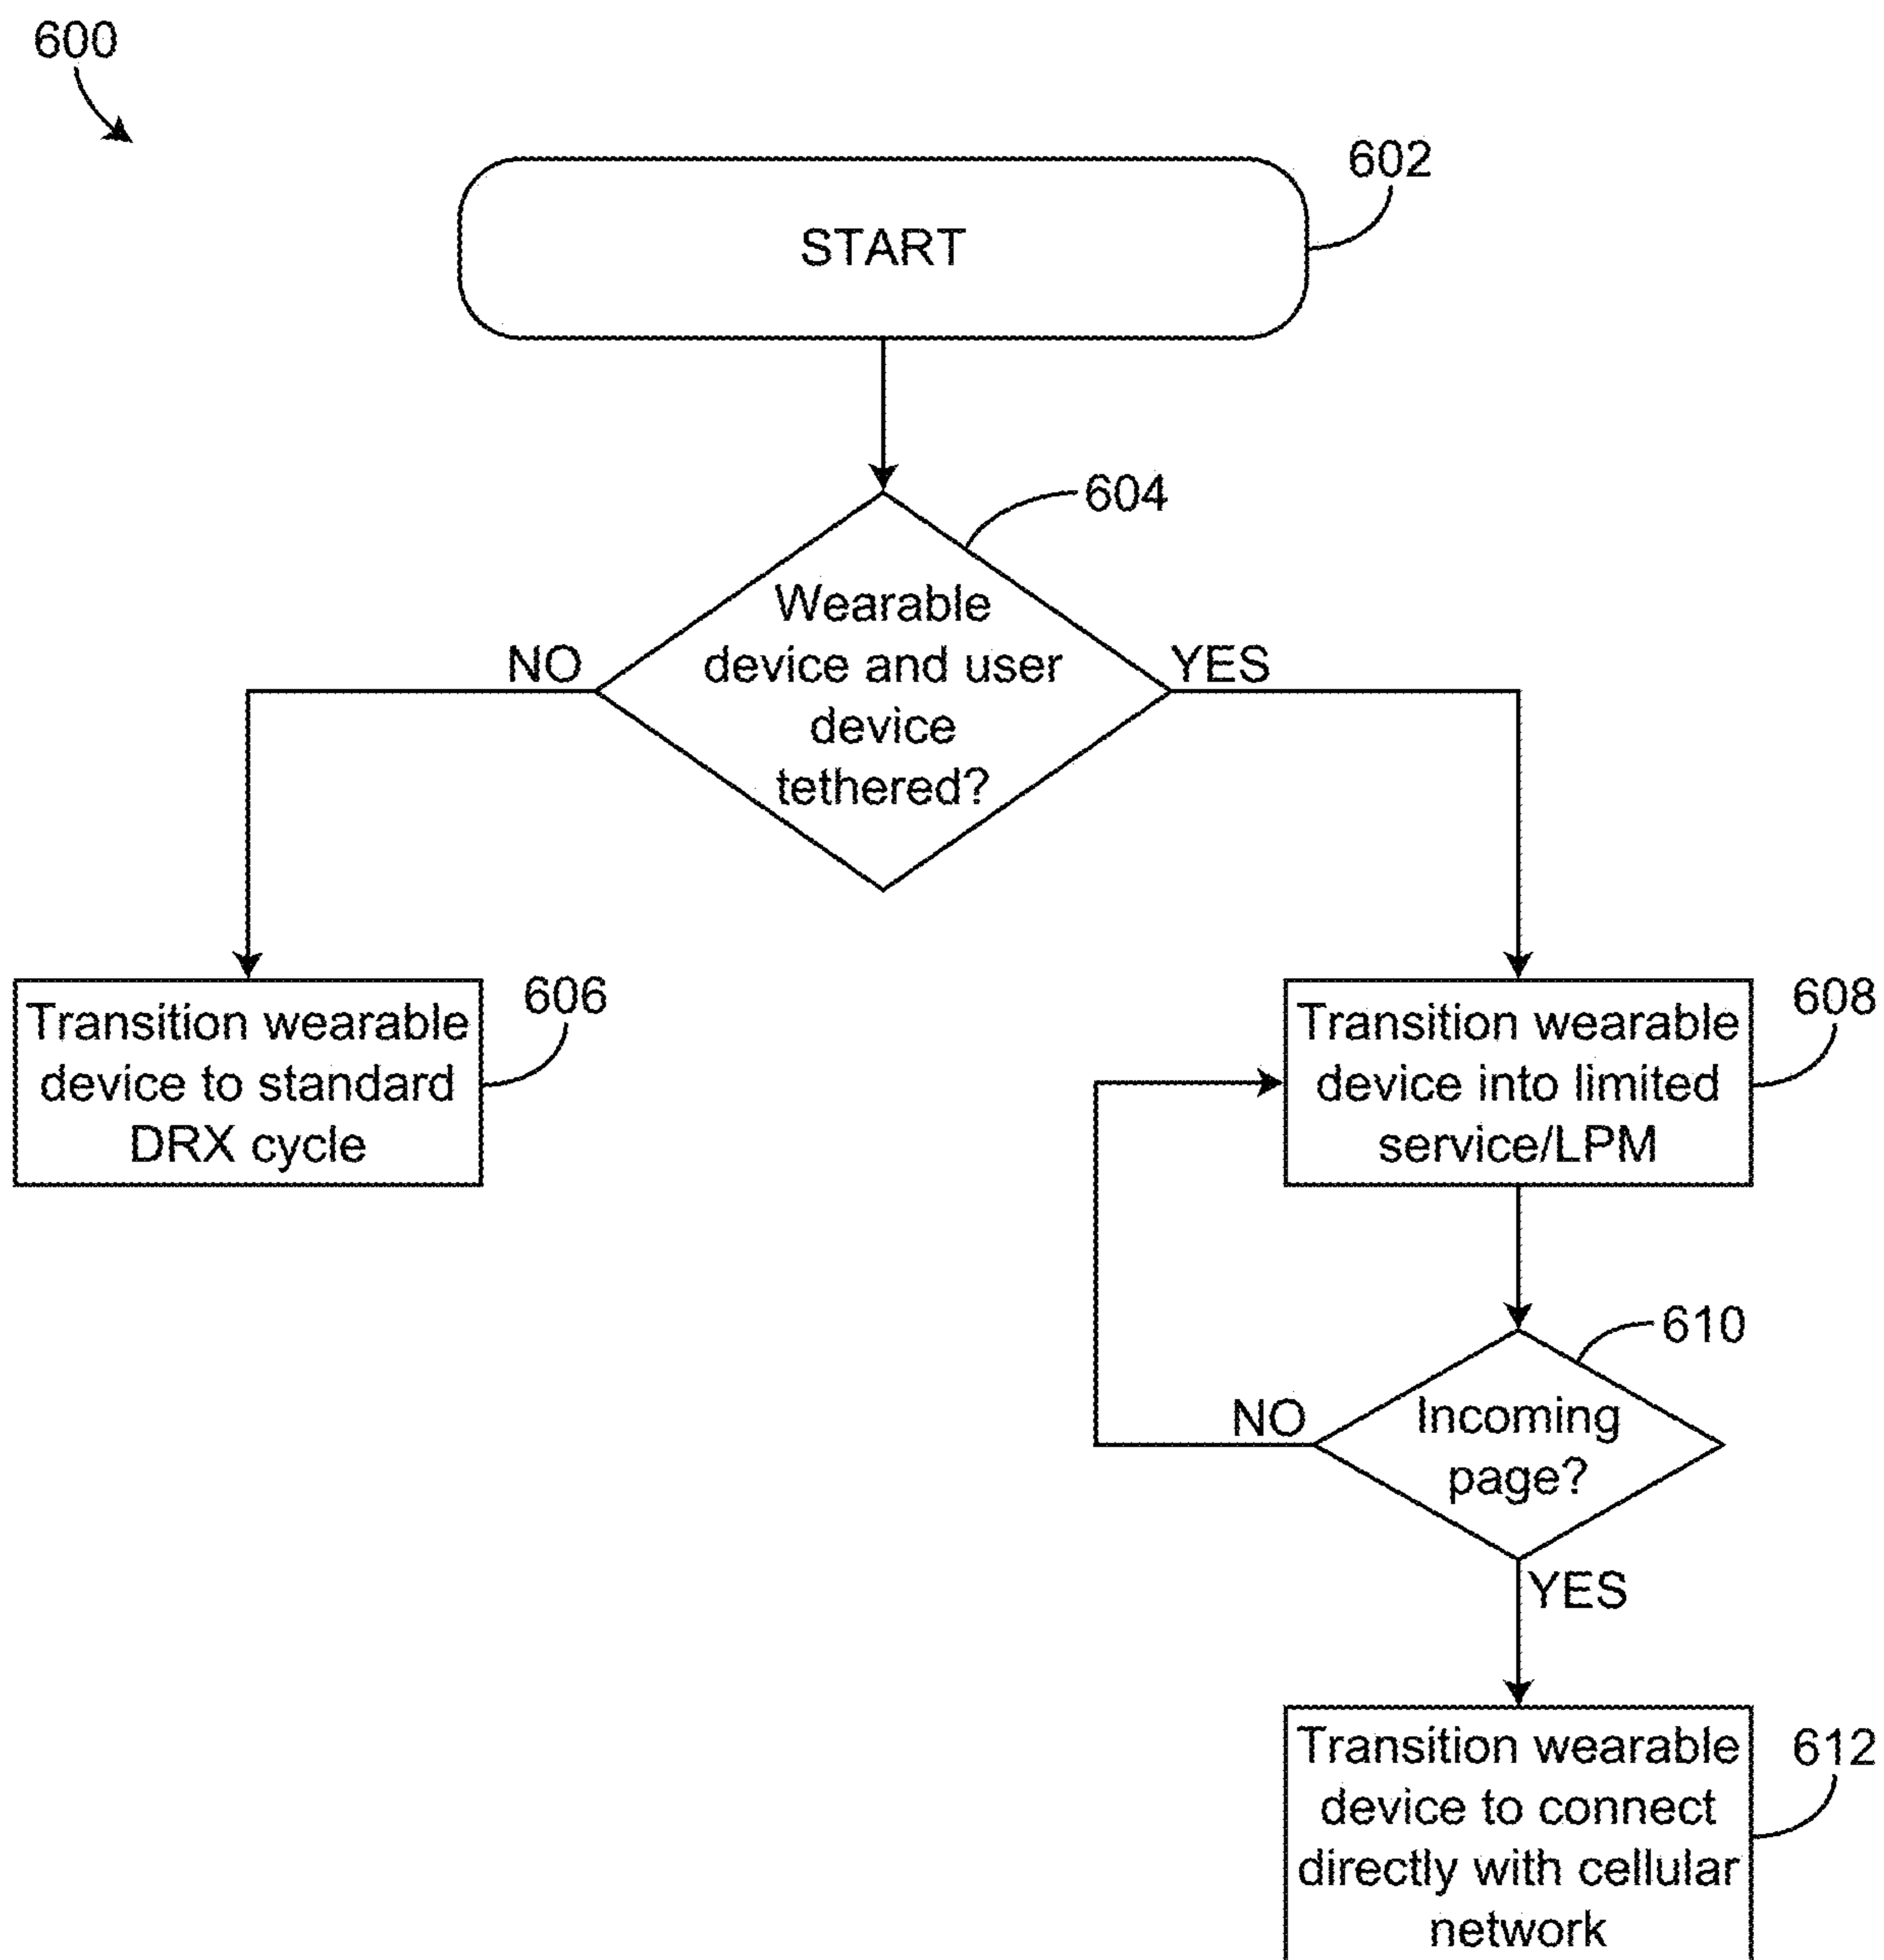 600
602
START
604
Wearable
device and user
device
tethered?
NO
YES
606
Transition wearable
device to standard
DRX cycle
608
Transition wearable
device into limited
service/LPM
610
Incoming
page?
NO
YES
612
Transition wearable
device to connect
directly with cellular
network